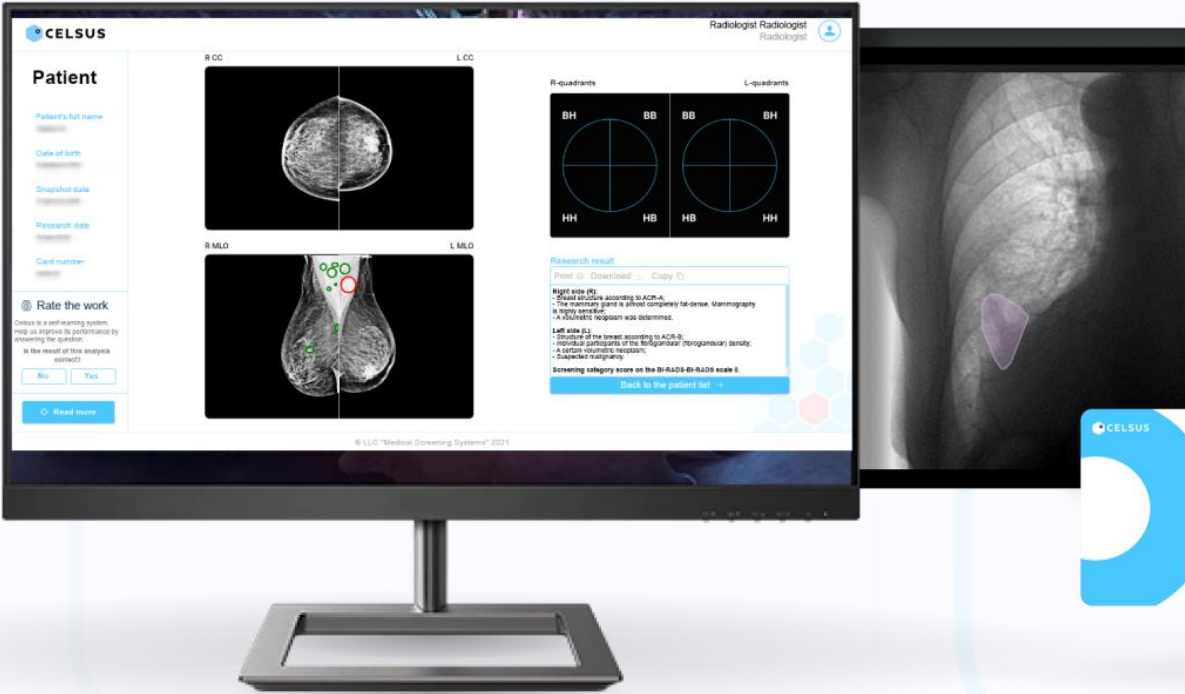 CELSUS
Radiologist Radiologist
Radiologist
Patient
Patient's full name
Date of birth
Snapshot date
Research date
Card number
Rate the work
Celsus is a self-learning system.
Help us improve its performance by
answering the question.
Is the result of this analysis
correct?
No Yes
Read more
R CC L CC
R MLO L MLO
R-quadrants L-quadrants
BH BB BB BH
HH HB HB HH
Research result
Print Download Copy
Right side (R):
- Breast structure according to ACR-A;
- The mammary gland is almost completely fat-dense. Mammography
is highly sensitive;
- A volumetric neoplasm was determined.
Left side (L):
- Structure of the breast according to ACR-B;
- Individual participants of the fibroglandular (fibroglandular) density;
- A certain volumetric neoplasm;
- Suspected malignancy.
Screening category score on the BI-RADS-BI-RADS scale
Back to the patient list →
© LLC "Medical Screening Systems" 2021
CELSUS